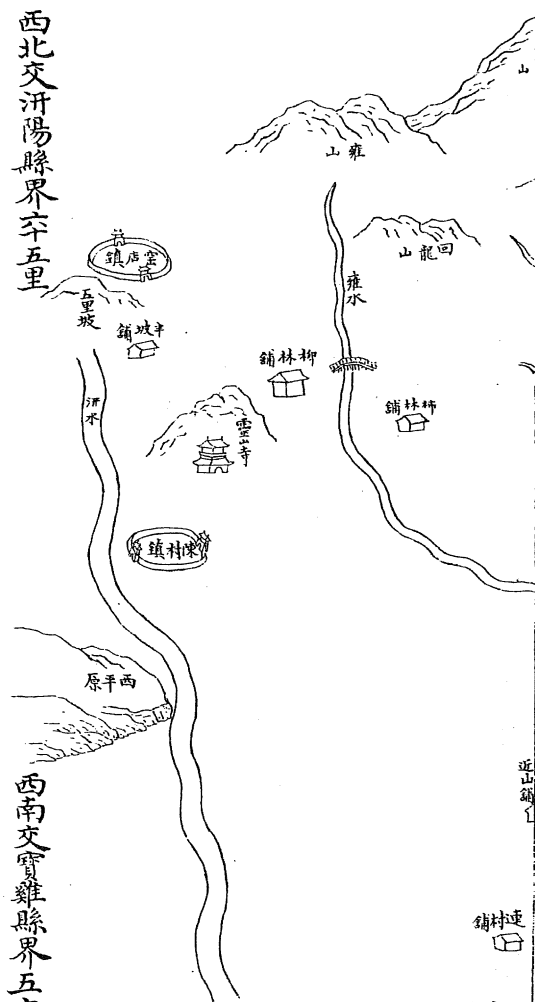 西北交汧陽縣界六十五里
山
雍山
回龍山
雍水
窰店鎮
五里坡
半坡鋪
柳林鋪
柿林鋪
汧水
靈山寺
陳村鎮
西平原
近山鋪
連村鋪
西南交寶雞縣界五